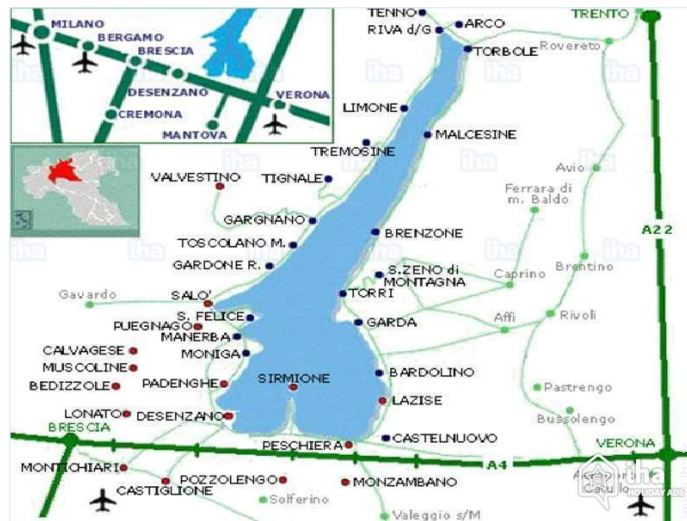 MILANO
BERGAMO
BRESCIA
DESENZANO
VERONA
CREMONA
MANTOVA
TENNO
ARCO
TRENTO
RIVA d/G
TORBOLE
Rovereto
LIMONE
MALCESINE
TREMOSINE
Avio
VALVESTINO
TIGNALE
Ferrara di
m. Baldo
GARGNANO
BRENZONE
A22
TOSCOLANO M.
GARDONE R.
S.ZENO di
MONTAGNA
Caprino
Brentino
Gavardo
SALO'
TORRI
S. FELICE
GARDA
Affi
Rivoli
PUEGNAGO
MANERBA
CALVAGESE
MONIGA
MUSCOLINE
BARDOLINO
BEDIZZOLE
PADENGHE
SIRMIONE
Pastrengo
LAZISE
LONATO
DESENZANO
Bussolengo
BRESCIA
PESCHIERA
CASTELNUOVO
VERONA
MONTICHIARI
A4
CASTIGLIONE
POZZOLENGO
MONZAMBANO
Solferino
Valeggio s/M
iha
HOLIDAY ADS